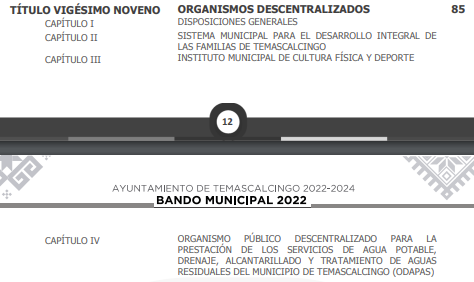 TÍTULO VIGÉSIMO NOVENO ORGANISMOS DESCENTRALIZADOS 85
CAPÍTULO I DISPOSICIONES GENERALES
CAPÍTULO II SISTEMA MUNICIPAL PARA EL DESARROLLO INTEGRAL DE
LAS FAMILIAS DE TEMASCALCINGO
CAPÍTULO III INSTITUTO MUNICIPAL DE CULTURA FÍSICA Y DEPORTE
12
AYUNTAMIENTO DE TEMASCALCINGO 2022-2024
BANDO MUNICIPAL 2022
CAPÍTULO IV ORGANISMO PÚBLICO DESCENTRALIZADO PARA LA
PRESTACIÓN DE LOS SERVICIOS DE AGUA POTABLE,
DRENAJE, ALCANTARILLADO Y TRATAMIENTO DE AGUAS
RESIDUALES DEL MUNICIPIO DE TEMASCALCINGO (ODAPAS)